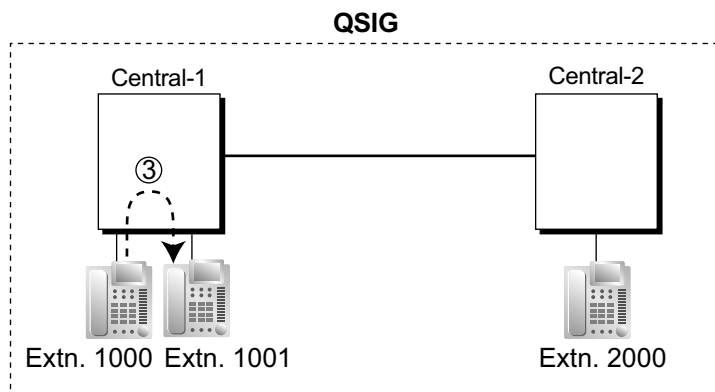 QSIG
Central-1
Central-2
③
Extn. 1000
Extn. 1001
Extn. 2000